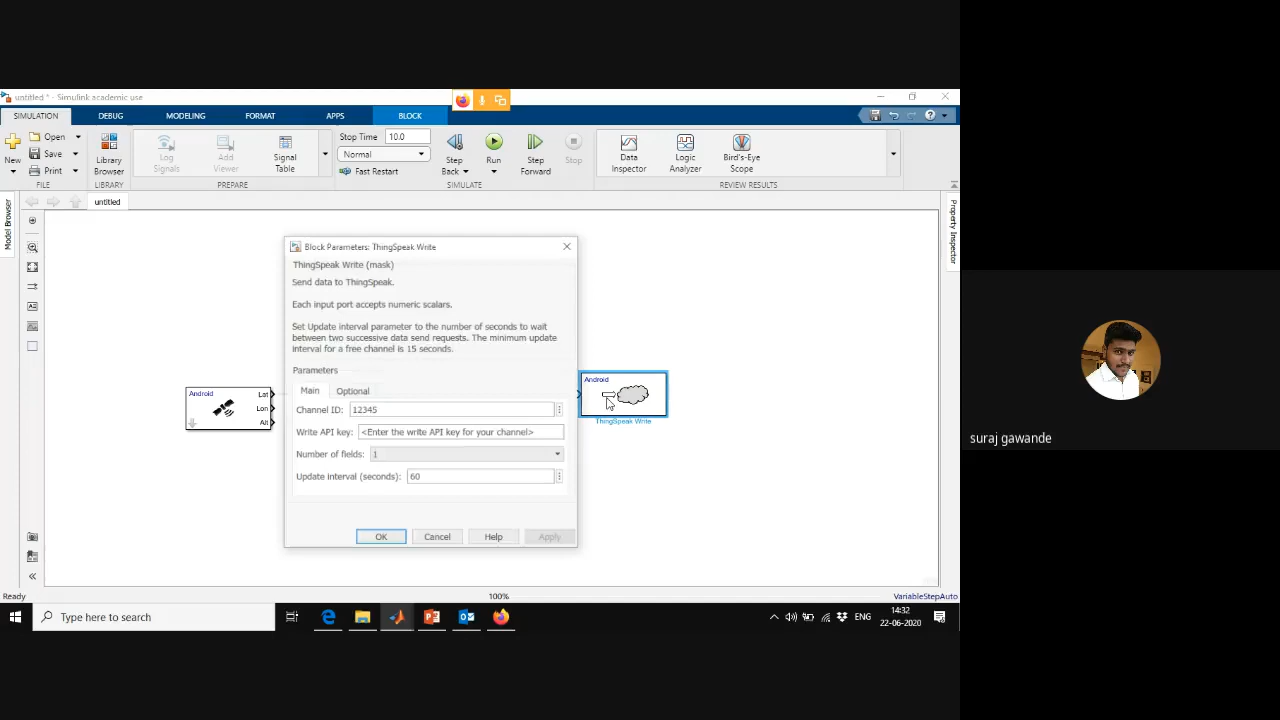 untitled * - Simulink academic use
SIMULATION DEBUG MODELING FORMAT APPS BLOCK
New
Open
Save
Print
FILE
Library Browser
LIBRARY
Log Signals
Add Viewer
Signal Table
PREPARE
Stop Time 10.0
Normal
Fast Restart
Step Back
Run
Step Forward
Stop
SIMULATE
Data Inspector
Logic Analyzer
Bird's-Eye Scope
REVIEW RESULTS
Model Browser
untitled
Property Inspector
Android
Lat
Lon
Alt
Block Parameters: ThingSpeak Write
ThingSpeak Write (mask)
Send data to ThingSpeak.
Each input port accepts numeric scalars.
Set Update interval parameter to the number of seconds to wait
between two successive data send requests. The minimum update
interval for a free channel is 15 seconds.
Parameters
Main Optional
Channel ID: 12345
Write API key: <Enter the write API key for your channel>
Number of fields: 1
Update interval (seconds): 60
OK Cancel Help Apply
Android
ThingSpeak Write
suraj gawande
Ready 100% VariableStepAuto
Type here to search
ENG
14:32
22-06-2020